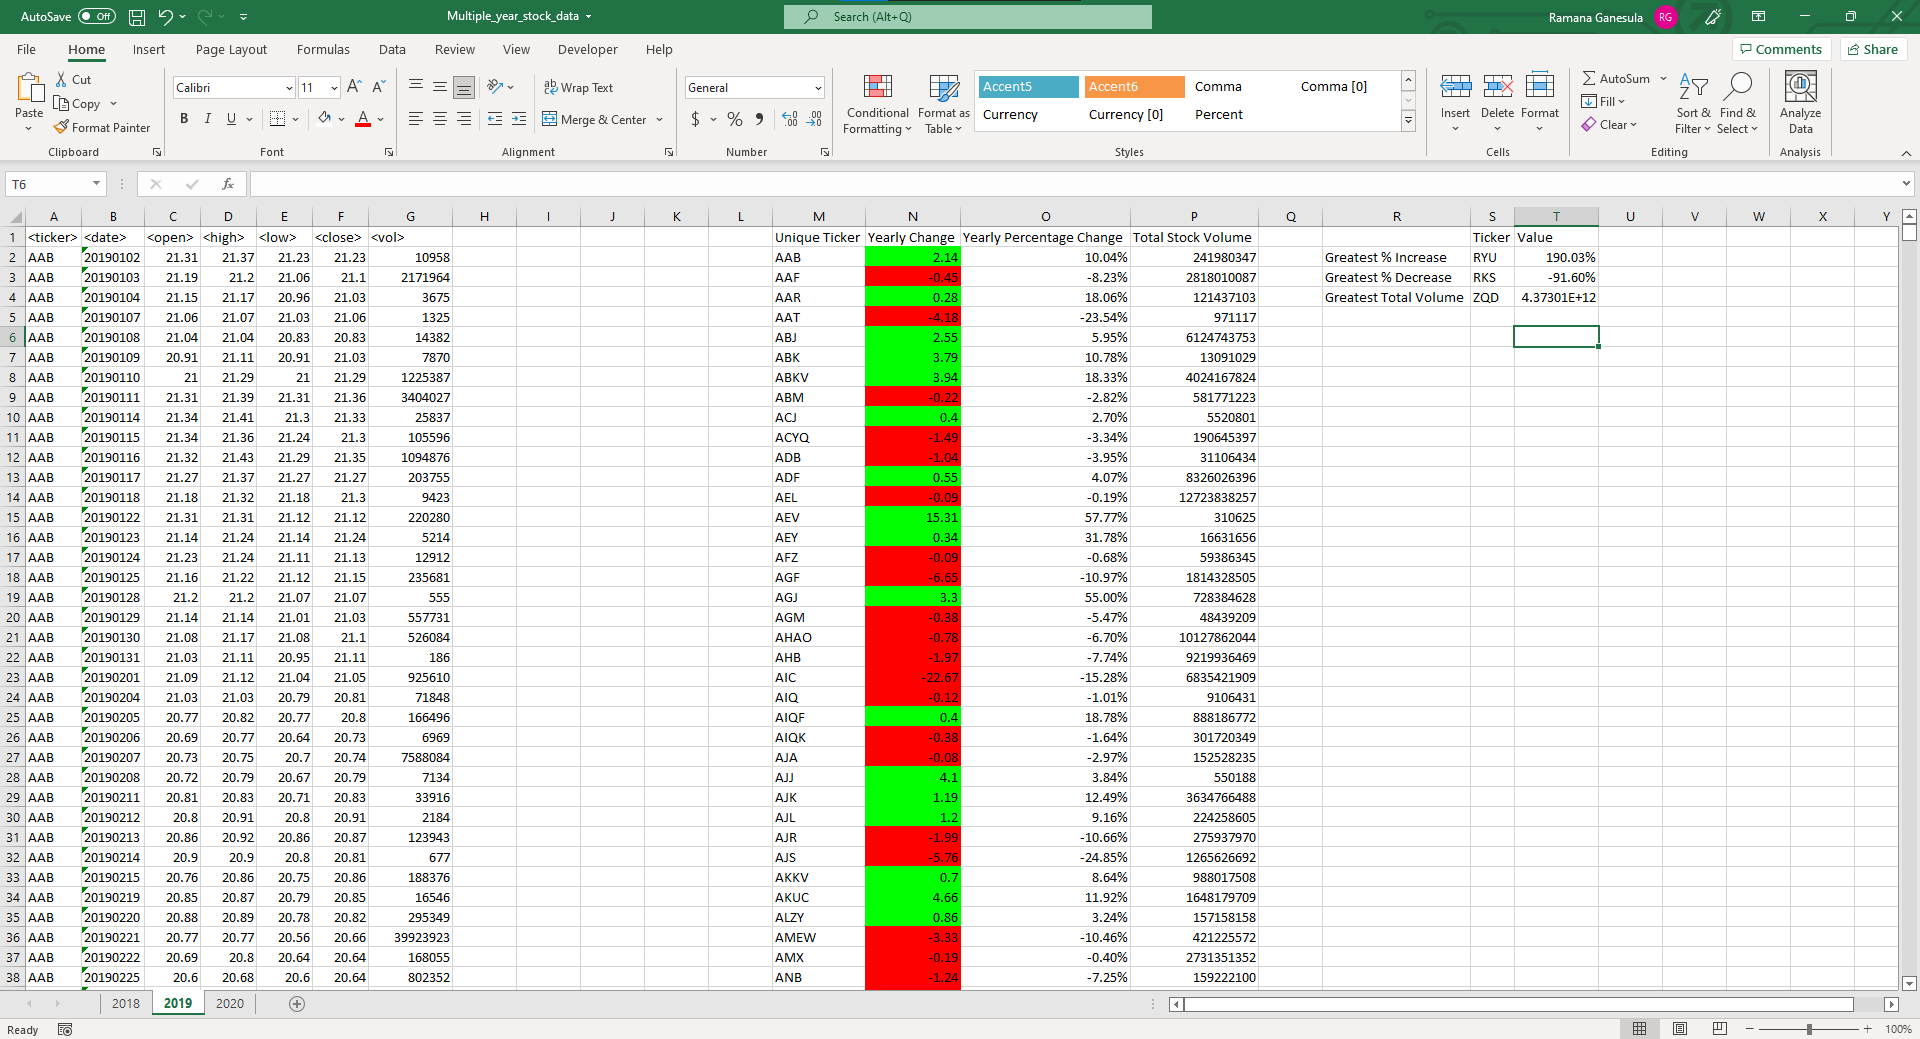 AutoSave Off Multiple_year_stock_data Search (Alt+Q) Ramana Ganesula RG
File Home Insert Page Layout Formulas Data Review View Developer Help Comments Share
Paste Cut Copy Format Painter
Calibri 11 A A B I U A
Wrap Text Merge & Center
General $ % 9
Conditional Formatting Format as Table
Accent5 Accent6 Comma Comma [0]
Currency Currency [0] Percent
Insert Delete Format
AutoSum Fill Clear Sort & Filter Find & Select
Analyze Data
Clipboard Font Alignment Number Styles Cells Editing Analysis
T6 fx
A B C D E F G H I J K L M N O P Q R S T U V W X Y
1 <ticker> <date> <open> <high> <low> <close> <vol> Unique Ticker Yearly Change Yearly Percentage Change Total Stock Volume Ticker Value
2 AAB 20190102 21.31 21.37 21.23 21.23 10958 AAB 2.14 10.04% 241980347 Greatest % Increase RYU 190.03%
3 AAB 20190103 21.19 21.2 21.06 21.1 2171964 AAF -0.45 -8.23% 2818010087 Greatest % Decrease RKS -91.60%
4 AAB 20190104 21.15 21.17 20.96 21.03 3675 AAR 0.28 18.06% 121437103 Greatest Total Volume ZQD 4.37301E+12
5 AAB 20190107 21.06 21.07 21.03 21.06 1325 AAT -4.18 -23.54% 971117
6 AAB 20190108 21.04 21.04 20.83 20.83 14382 ABJ 2.55 5.95% 6124743753
7 AAB 20190109 20.91 21.11 20.91 21.03 7870 ABK 3.79 10.78% 13091029
8 AAB 20190110 21 21.29 21 21.29 1225387 ABKV 3.94 18.33% 4024167824
9 AAB 20190111 21.31 21.39 21.31 21.36 3404027 ABM -0.22 -2.82% 581771223
10 AAB 20190114 21.34 21.41 21.3 21.33 25837 ACJ 0.4 2.70% 5520801
11 AAB 20190115 21.34 21.36 21.24 21.3 105596 ACYQ -1.49 -3.34% 190645397
12 AAB 20190116 21.32 21.43 21.29 21.35 1094876 ADB -1.04 -3.95% 31106434
13 AAB 20190117 21.27 21.37 21.27 21.27 203755 ADF 0.55 4.07% 8326026396
14 AAB 20190118 21.18 21.32 21.18 21.3 9423 AEL -0.09 -0.19% 12723838257
15 AAB 20190122 21.31 21.31 21.12 21.12 220280 AEV 15.31 57.77% 310625
16 AAB 20190123 21.14 21.24 21.14 21.24 5214 AEY 0.34 31.78% 16631656
17 AAB 20190124 21.23 21.24 21.11 21.13 12912 AFZ -0.09 -0.68% 59386345
18 AAB 20190125 21.16 21.22 21.12 21.15 235681 AGF -6.65 -10.97% 1814328505
19 AAB 20190128 21.2 21.2 21.07 21.07 555 AGJ 3.3 55.00% 728384628
20 AAB 20190129 21.14 21.14 21.01 21.03 557731 AGM -0.38 -5.47% 48439209
21 AAB 20190130 21.08 21.17 21.08 21.1 526084 AHAO -0.78 -6.70% 10127862044
22 AAB 20190131 21.03 21.11 20.95 21.11 186 AHB -1.97 -7.74% 9219936469
23 AAB 20190201 21.09 21.12 21.04 21.05 925610 AIC -22.67 -15.28% 6835421909
24 AAB 20190204 21.03 21.03 20.79 20.81 71848 AIQ -0.12 -1.01% 9106431
25 AAB 20190205 20.77 20.82 20.77 20.8 166496 AIQF 0.4 18.78% 888186772
26 AAB 20190206 20.69 20.77 20.64 20.73 6969 AIQK -0.38 -1.64% 301720349
27 AAB 20190207 20.73 20.75 20.7 20.74 7588084 AJA -0.08 -2.97% 152528235
28 AAB 20190208 20.72 20.79 20.67 20.79 7134 AJJ 4.1 3.84% 550188
29 AAB 20190211 20.81 20.83 20.71 20.83 33916 AJK 1.19 12.49% 3634766488
30 AAB 20190212 20.8 20.91 20.8 20.91 2184 AJL 1.2 9.16% 224258605
31 AAB 20190213 20.86 20.92 20.86 20.87 123943 AJR -1.99 -10.66% 275937970
32 AAB 20190214 20.9 20.9 20.8 20.81 677 AJS -5.76 -24.85% 1265626692
33 AAB 20190215 20.76 20.86 20.75 20.86 188376 AKKV 0.7 8.64% 988017508
34 AAB 20190219 20.85 20.87 20.79 20.85 16546 AKUC 4.66 11.92% 1648179709
35 AAB 20190220 20.88 20.89 20.78 20.82 295349 ALZY 0.86 3.24% 157158158
36 AAB 20190221 20.77 20.77 20.56 20.66 39923923 AMEW -3.33 -10.46% 421225572
37 AAB 20190222 20.69 20.8 20.64 20.64 168055 AMX -0.19 -0.40% 2731351352
38 AAB 20190225 20.6 20.68 20.6 20.64 802352 ANB -1.24 -7.25% 159222100
2018 2019 2020
Ready 100%